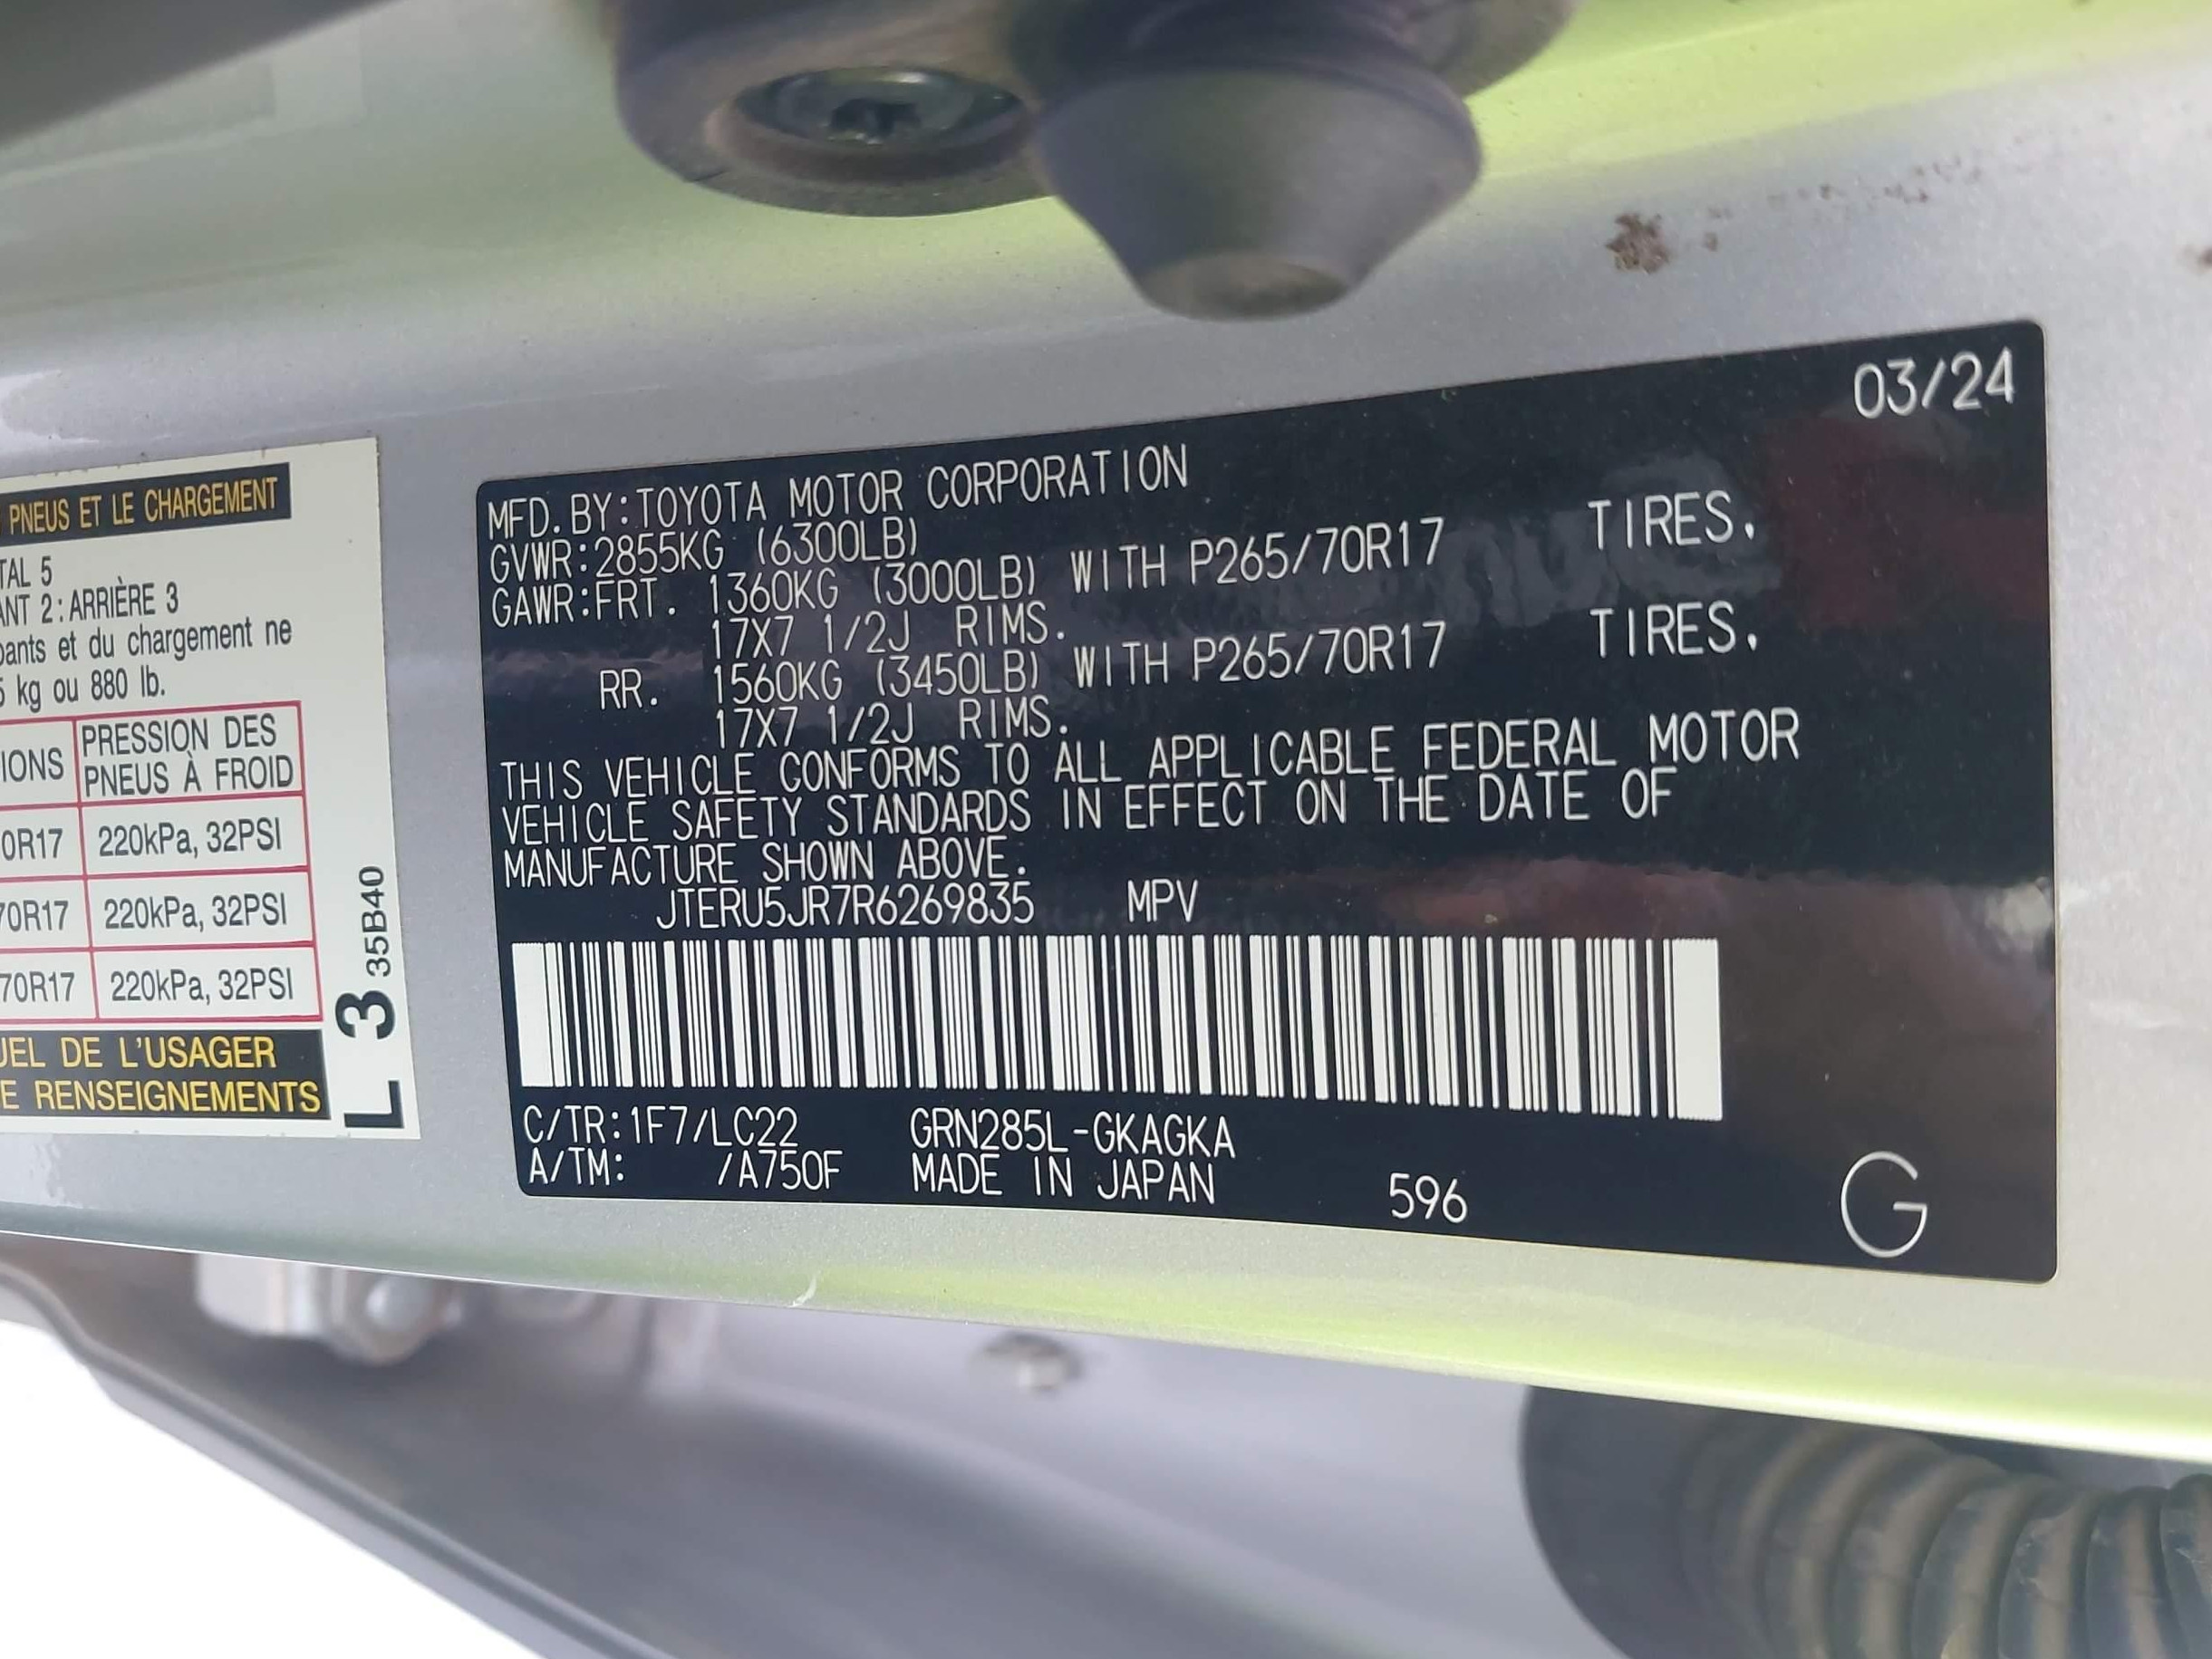 PNEUS ET LE CHARGEMENT
TAL 5
ANT 2 : ARRIÈRE 3
pants et du chargement ne
5 kg ou 880 lb.
IONS PRESSION DES
PNEUS À FROID
0R17 220kPa, 32PSI
70R17 220kPa, 32PSI
70R17 220kPa, 32PSI
UEL DE L'USAGER
E RENSEIGNEMENTS
L 3 35B40
03/24
MFD. BY:TOYOTA MOTOR CORPORATION
GVWR:2855KG (6300LB)
GAWR:FRT. 1360KG (3000LB) WITH P265/70R17 TIRES,
17X7 1/2J RIMS.
RR. 1560KG (3450LB) WITH P265/70R17 TIRES,
17X7 1/2J RIMS.
THIS VEHICLE CONFORMS TO ALL APPLICABLE FEDERAL MOTOR
VEHICLE SAFETY STANDARDS IN EFFECT ON THE DATE OF
MANUFACTURE SHOWN ABOVE.
JTERU5JR7R6269835 MPV
C/TR:1F7/LC22 GRN285L-GKAGKA
A/TM: /A750F MADE IN JAPAN 596 G